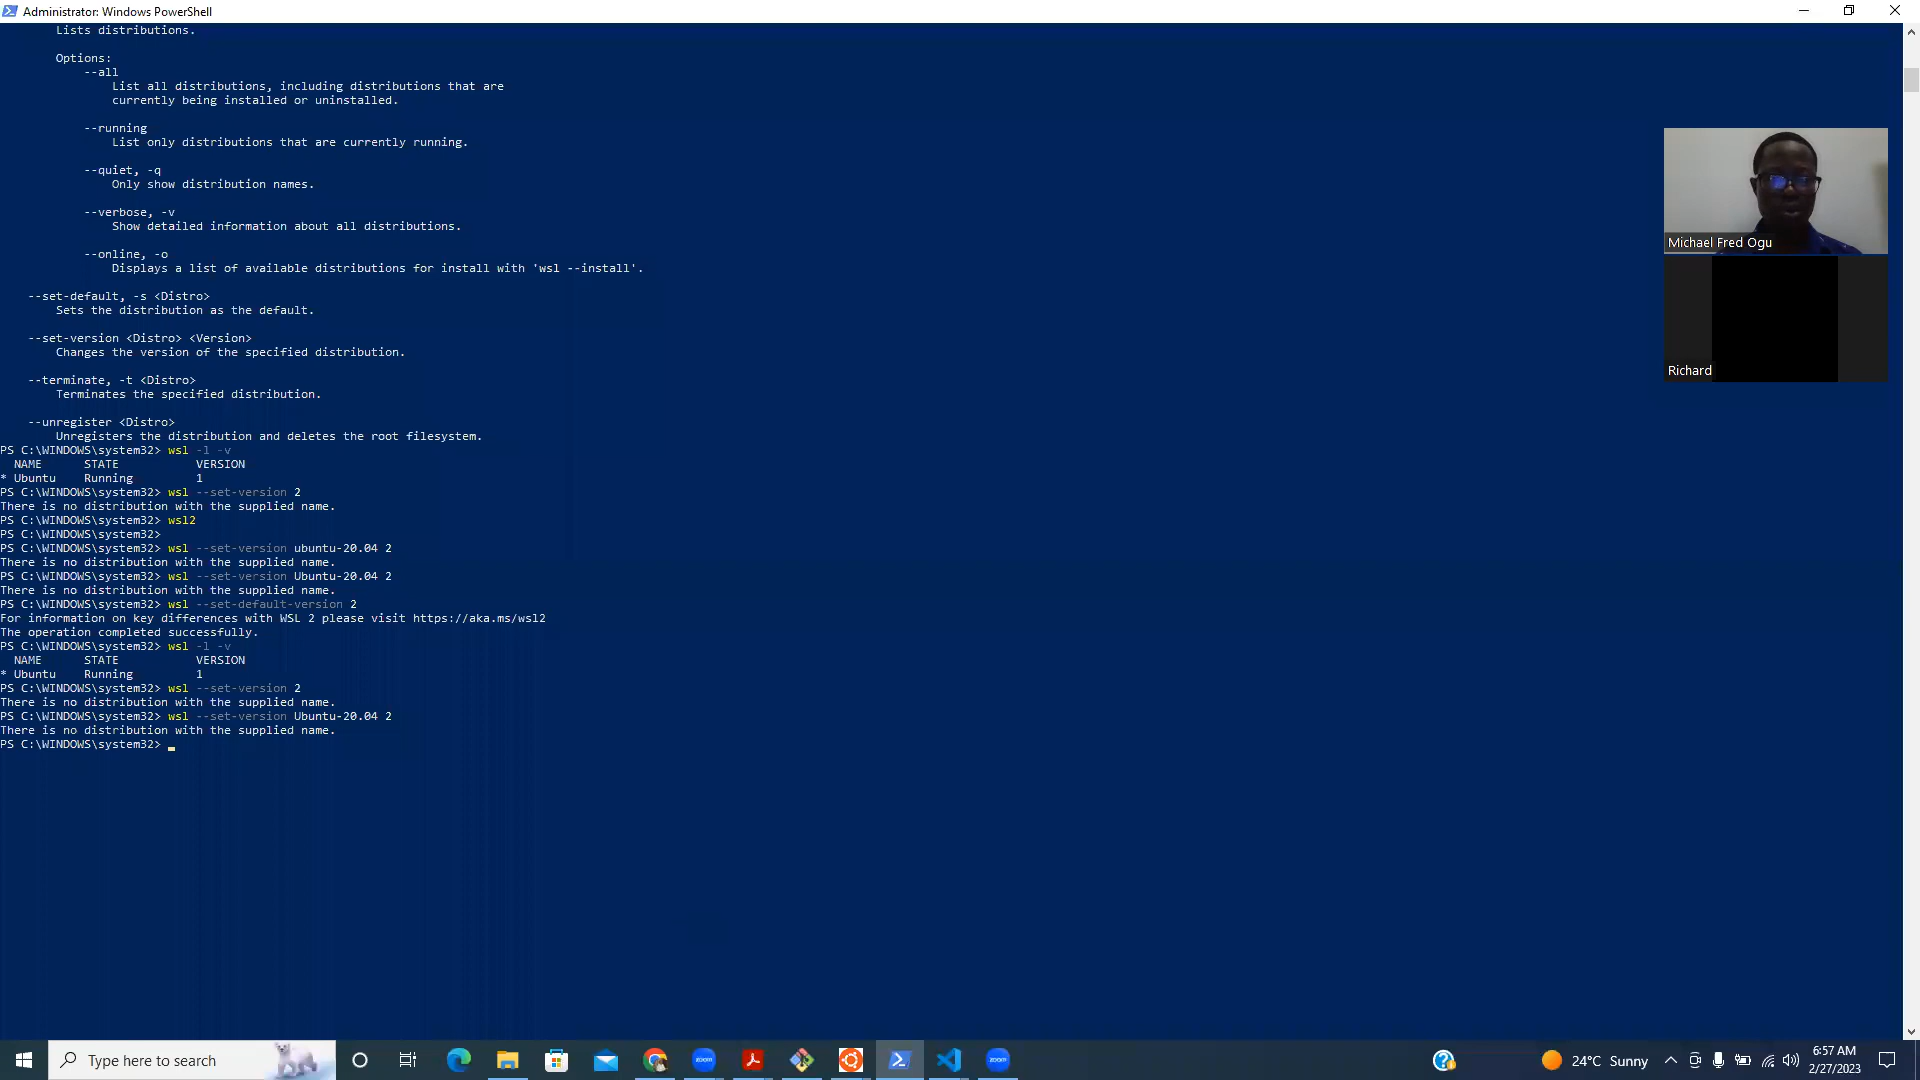 Administrator: Windows PowerShell
Lists distributions.
Options:
--all
List all distributions, including distributions that are
currently being installed or uninstalled.
--running
List only distributions that are currently running.
--quiet, -q
Only show distribution names.
--verbose, -v
Show detailed information about all distributions.
--online, -o
Displays a list of available distributions for install with 'wsl --install'.
--set-default, -s <Distro>
Sets the distribution as the default.
--set-version <Distro> <Version>
Changes the version of the specified distribution.
--terminate, -t <Distro>
Terminates the specified distribution.
--unregister <Distro>
Unregisters the distribution and deletes the root filesystem.
PS C:\WINDOWS\system32> wsl -l -v
NAME STATE VERSION
* Ubuntu Running 1
PS C:\WINDOWS\system32> wsl --set-version 2
There is no distribution with the supplied name.
PS C:\WINDOWS\system32> wsl2
PS C:\WINDOWS\system32>
PS C:\WINDOWS\system32> wsl --set-version ubuntu-20.04 2
There is no distribution with the supplied name.
PS C:\WINDOWS\system32> wsl --set-version Ubuntu-20.04 2
There is no distribution with the supplied name.
PS C:\WINDOWS\system32> wsl --set-default-version 2
For information on key differences with WSL 2 please visit https://aka.ms/wsl2
The operation completed successfully.
PS C:\WINDOWS\system32> wsl -l -v
NAME STATE VERSION
* Ubuntu Running 1
PS C:\WINDOWS\system32> wsl --set-version 2
There is no distribution with the supplied name.
PS C:\WINDOWS\system32> wsl --set-version Ubuntu-20.04 2
There is no distribution with the supplied name.
PS C:\WINDOWS\system32>
Michael Fred Ogu
Richard
Type here to search
zoom
zoom
24°C Sunny
6:57 AM
2/27/2023